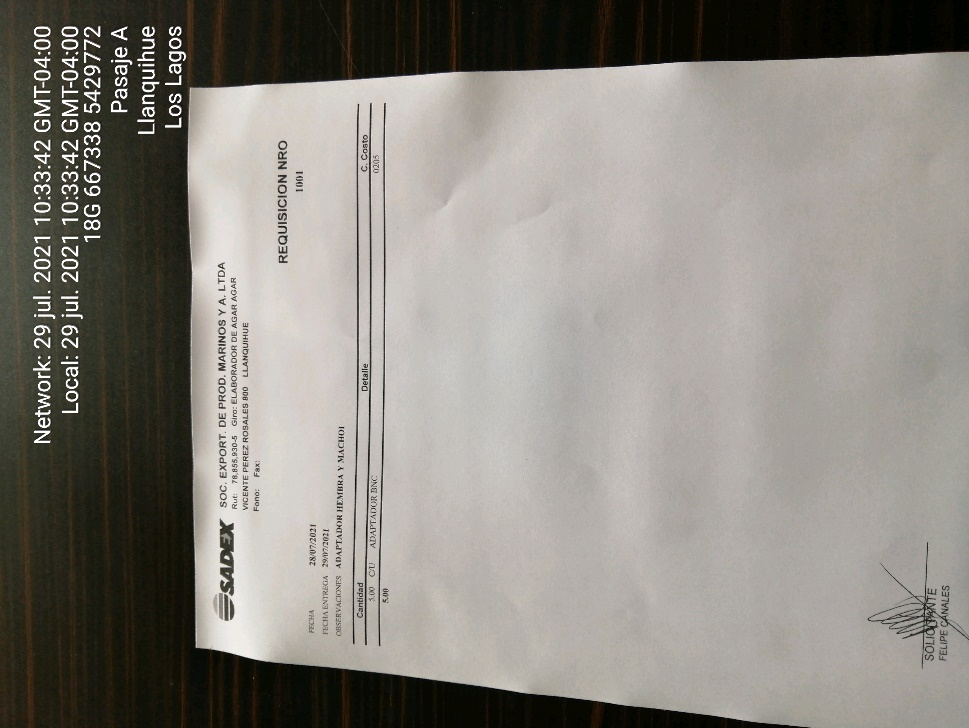 Network: 29 jul. 2021 10:33:42 GMT-04:00
Local: 29 jul. 2021 10:33:42 GMT-04:00
18G 667338 5429772
Pasaje A
Llanquihue
Los Lagos
SADEX
SOC. EXPORT. DE PROD. MARINOS Y A. LTDA
Rut: 78.855.930-5 Giro: ELABORADOR DE AGAR AGAR
VICENTE PEREZ ROSALES 800 LLANQUIHUE
Fono: Fax:
REQUISICION NRO
1001
FECHA 28/07/2021
FECHA ENTREGA 29/07/2021
OBSERVACIONES ADAPTADOR HEMBRA Y MACHOI
Cantidad Detalle C. Costo
5.00 C/U ADAPTADOR BNC 0205
5.00
SOLICITANTE
FELIPE CANALES